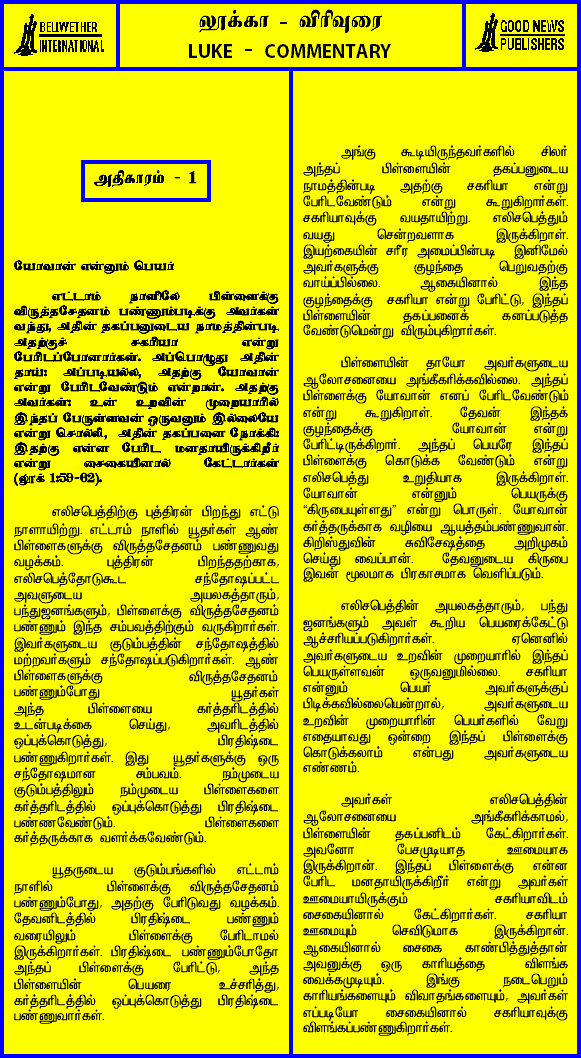 BELLWETHER
INTERNATIONAL
லூக்கா - விரிவுரை
LUKE - COMMENTARY
GOOD NEWS
PUBLISHERS
அதிகாரம் - 1
யோவான் என்னும் பெயர்
எட்டாம் நாளிலே பிள்ளைக்கு
விருத்தசேதனம் பண்ணும்படிக்கு அவர்கள்
வந்து, அதின் தகப்பனுடைய நாமத்தின்படி
அதற்குச் சகரியா என்று
பேரிடப்போனார்கள். அப்பொழுது அதின்
தாய்: அப்படியல்ல, அதற்கு யோவான்
என்று பேரிடவேண்டும் என்றாள். அதற்கு
அவர்கள்: உன் உறவின் முறையாரில்
இந்தப் பேருள்ளவன் ஒருவனும் இல்லையே
என்று சொல்லி, அதின் தகப்பனை நோக்கி:
இதற்கு என்ன பேரிட மனதாயிருக்கிறீர்
என்று சைகையினால் கேட்டார்கள்
(லூக் 1:59-62).
எலிசபெத்திற்கு புத்திரன் பிறந்து எட்டு
நாளாயிற்று. எட்டாம் நாளில் யூதர்கள் ஆண்
பிள்ளைகளுக்கு விருத்தசேதனம் பண்ணுவது
வழக்கம். புத்திரன் பிறந்ததற்காக,
எலிசபெத்தோடுகூட சந்தோஷப்பட்ட
அவளுடைய அயலகத்தாரும்,
பந்துஜனங்களும், பிள்ளைக்கு விருத்தசேதனம்
பண்ணும் இந்த சம்பவத்திற்கும் வருகிறார்கள்.
இவர்களுடைய குடும்பத்தின் சந்தோஷத்தில்
மற்றவர்களும் சந்தோஷப்படுகிறார்கள். ஆண்
பிள்ளைகளுக்கு விருத்தசேதனம்
பண்ணும்போது யூதர்கள்
அந்த பிள்ளையை கர்த்தரிடத்தில்
உடன்படிக்கை செய்து, அவரிடத்தில்
ஒப்புக்கொடுத்து, பிரதிஷ்டை
பண்ணுகிறார்கள். இது யூதர்களுக்கு ஒரு
சந்தோஷமான சம்பவம். நம்முடைய
குடும்பத்திலும் நம்முடைய பிள்ளைகளை
கர்த்தரிடத்தில் ஒப்புக்கொடுத்து பிரதிஷ்டை
பண்ணவேண்டும். பிள்ளைகளை
கர்த்தருக்காக வளர்க்கவேண்டும்.
யூதருடைய குடும்பங்களில் எட்டாம்
நாளில் பிள்ளைக்கு விருத்தசேதனம்
பண்ணும்போது, அதற்கு பேரிடுவது வழக்கம்.
தேவனிடத்தில் பிரதிஷ்டை பண்ணும்
வரையிலும் பிள்ளைக்கு பேரிடாமல்
இருக்கிறார்கள். பிரதிஷ்டை பண்ணும்போதோ
அந்தப் பிள்ளைக்கு பேரிட்டு, அந்த
பிள்ளையின் பெயரை உச்சரித்து,
கர்த்தரிடத்தில் ஒப்புக்கொடுத்து பிரதிஷ்டை
பண்ணுவார்கள்.
அங்கு கூடியிருந்தவர்களில் சிலர்
அந்தப் பிள்ளையின் தகப்பனுடைய
நாமத்தின்படி அதற்கு சகரியா என்று
பேரிடவேண்டும் என்று கூறுகிறார்கள்.
சகரியாவுக்கு வயதாயிற்று. எலிசபெத்தும்
வயது சென்றவளாக இருக்கிறாள்.
இயற்கையின் சரீர அமைப்பின்படி இனிமேல்
அவர்களுக்கு குழந்தை பெறுவதற்கு
வாய்ப்பில்லை. ஆகையினால் இந்த
குழந்தைக்கு சகரியா என்று பேரிட்டு, இந்தப்
பிள்ளையின் தகப்பனைக் கனப்படுத்த
வேண்டுமென்று விரும்புகிறார்கள்.
பிள்ளையின் தாயோ அவர்களுடைய
ஆலோசனையை அங்கீகரிக்கவில்லை. அந்தப்
பிள்ளைக்கு யோவான் எனப் பேரிடவேண்டும்
என்று கூறுகிறாள். தேவன் இந்தக்
குழந்தைக்கு யோவான் என்று
பேரிட்டிருக்கிறார். அந்தப் பெயரே இந்தப்
பிள்ளைக்கு கொடுக்க வேண்டும் என்று
எலிசபெத்து உறுதியாக இருக்கிறாள்.
யோவான் என்னும் பெயருக்கு
“கிருபையுள்ளது” என்று பொருள். யோவான்
கர்த்தருக்காக வழியை ஆயத்தம்பண்ணுவான்.
கிறிஸ்துவின் சுவிசேஷத்தை அறிமுகம்
செய்து வைப்பான். தேவனுடைய கிருபை
இவன் மூலமாக பிரகாசமாக வெளிப்படும்.
எலிசபெத்தின் அயலகத்தாரும், பந்து
ஜனங்களும் அவள் கூறிய பெயரைக்கேட்டு
ஆச்சரியப்படுகிறார்கள். ஏனெனில்
அவர்களுடைய உறவின் முறையாரில் இந்தப்
பெயருள்ளவன் ஒருவனுமில்லை. சகரியா
என்னும் பெயர் அவர்களுக்குப்
பிடிக்கவில்லையென்றால், அவர்களுடைய
உறவின் முறையாரின் பெயர்களில் வேறு
எதையாவது ஒன்றை இந்தப் பிள்ளைக்கு
கொடுக்கலாம் என்பது அவர்களுடைய
எண்ணம்.
அவர்கள் எலிசபெத்தின்
ஆலோசனையை அங்கீகரிக்காமல்,
பிள்ளையின் தகப்பனிடம் கேட்கிறார்கள்.
அவனோ பேசமுடியாத ஊமையாக
இருக்கிறான். இந்தப் பிள்ளைக்கு என்ன
பேரிட மனதாயிருக்கிறீர் என்று அவர்கள்
ஊமையாயிருக்கும் சகரியாவிடம்
சைகையினால் கேட்கிறார்கள். சகரியா
ஊமையும் செவிடுமாக இருக்கிறான்.
ஆகையினால் சைகை காண்பித்துத்தான்
அவனுக்கு ஒரு காரியத்தை விளங்க
வைக்கமுடியும். இங்கு நடைபெறும்
காரியங்களையும் விவாதங்களையும், அவர்கள்
எப்படியோ சைகையினால் சகரியாவுக்கு
விளங்கப்பண்ணுகிறார்கள்.